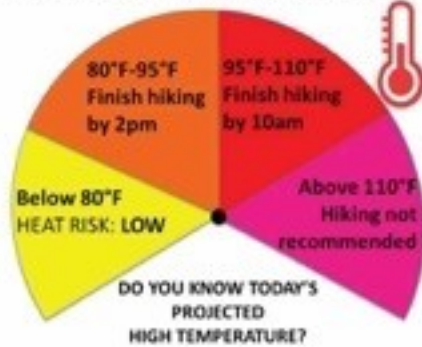 80°F-95°F
Finish hiking
by 2pm
95°F-110°F
Finish hiking
by 10am
Below 80°F
HEAT RISK: LOW
Above 110°F
Hiking not
recommended
DO YOU KNOW TODAY'S
PROJECTED
HIGH TEMPERATURE?